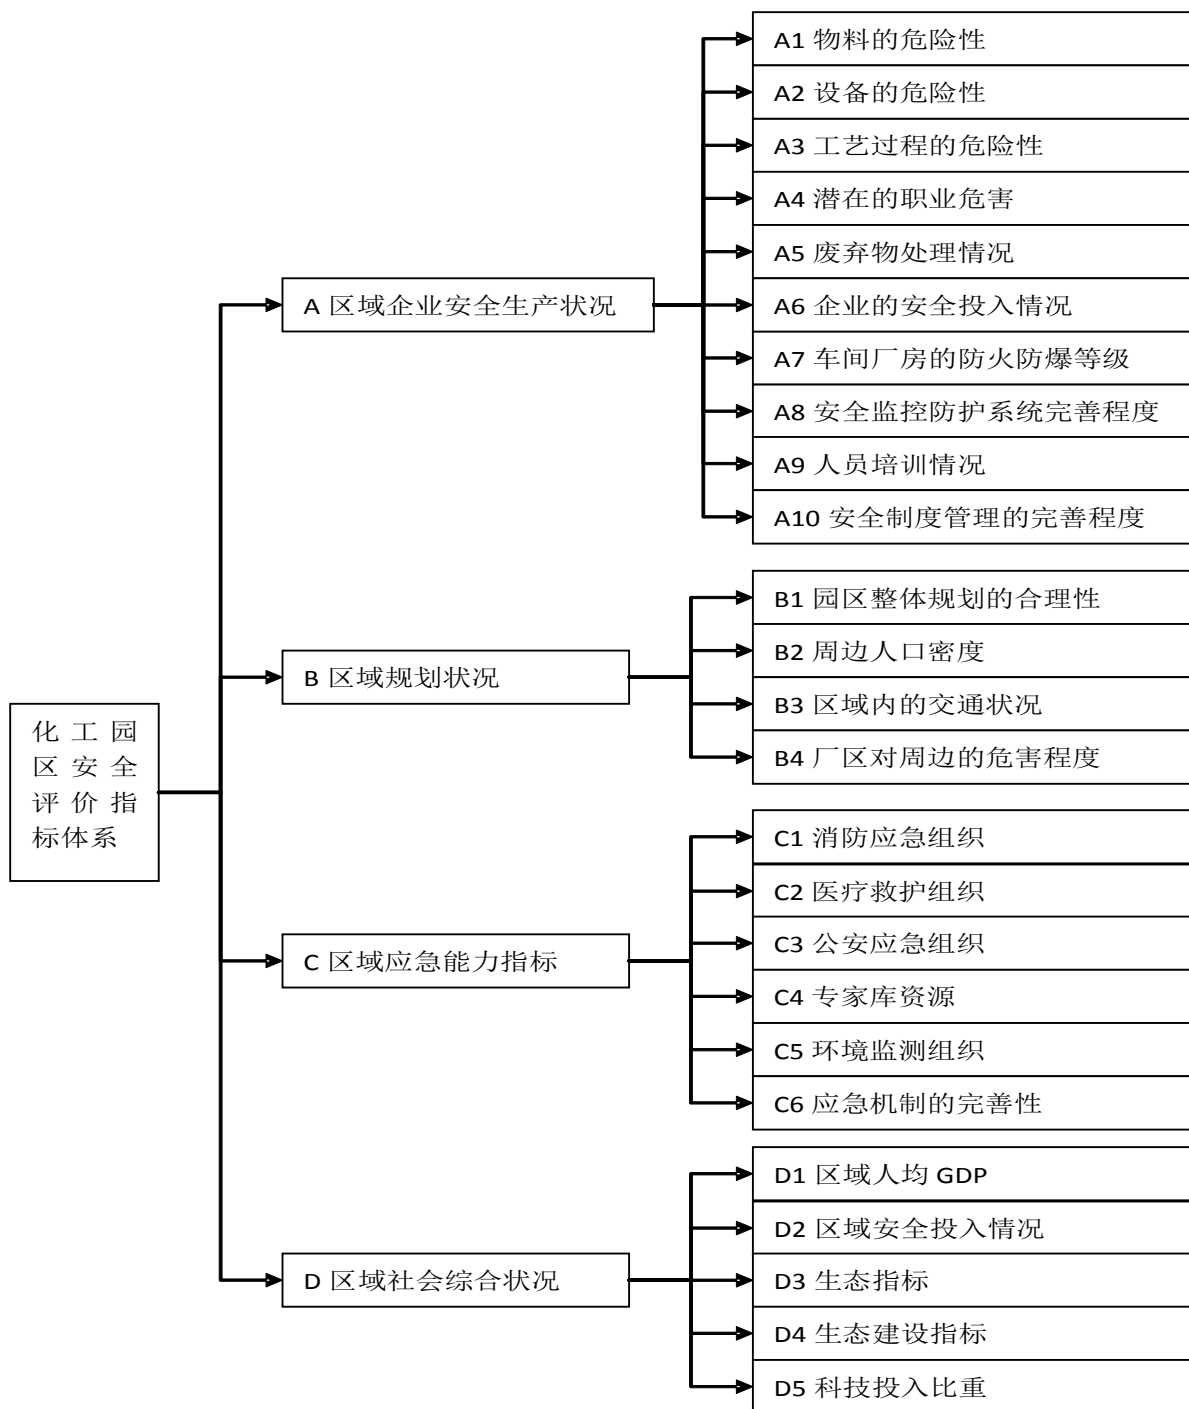 化工园
区安全
评价指
标体系
A 区域企业安全生产状况
A1 物料的危险性
A2 设备的危险性
A3 工艺过程的危险性
A4 潜在的职业危害
A5 废弃物处理情况
A6 企业的安全投入情况
A7 车间厂房的防火防爆等级
A8 安全监控防护系统完善程度
A9 人员培训情况
A10 安全制度管理的完善程度
B 区域规划状况
B1 园区整体规划的合理性
B2 周边人口密度
B3 区域内的交通状况
B4 厂区对周边的危害程度
C 区域应急能力指标
C1 消防应急组织
C2 医疗救护组织
C3 公安应急组织
C4 专家库资源
C5 环境监测组织
C6 应急机制的完善性
D 区域社会综合状况
D1 区域人均 GDP
D2 区域安全投入情况
D3 生态指标
D4 生态建设指标
D5 科技投入比重